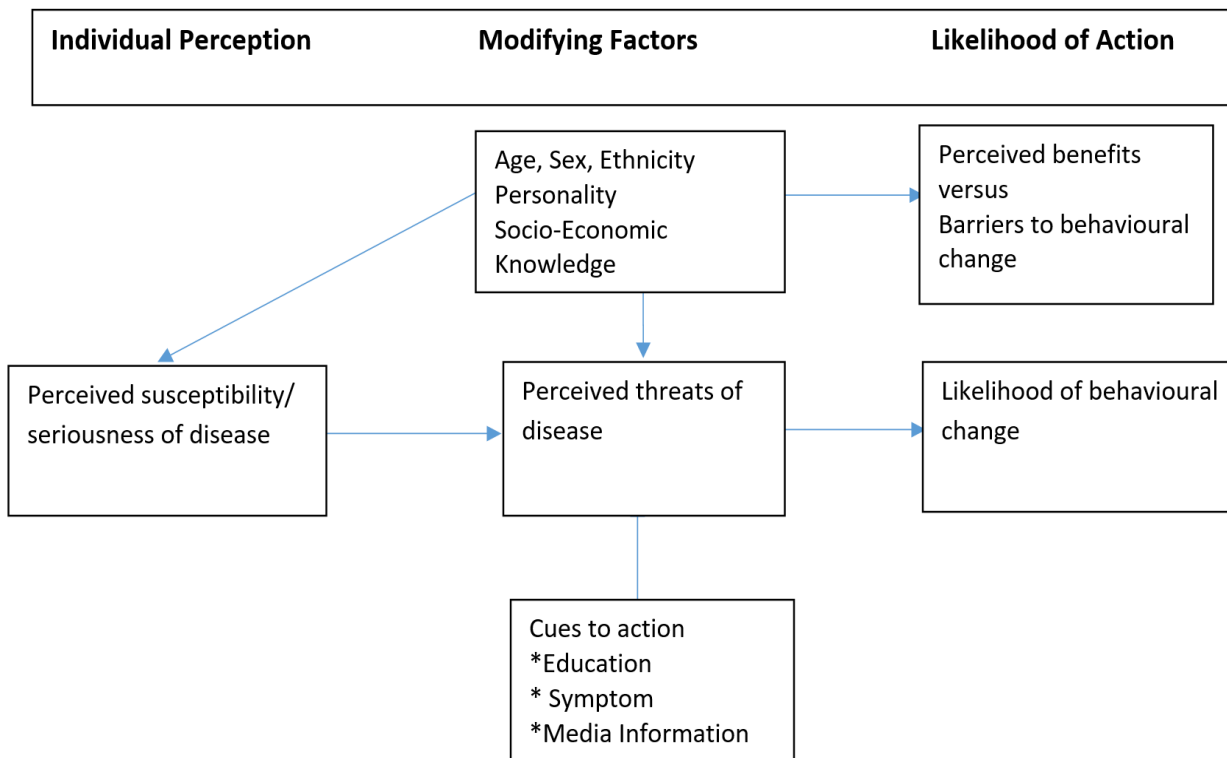 Individual Perception Modifying Factors Likelihood of Action
Age, Sex, Ethnicity
Personality
Socio-Economic
Knowledge
Perceived benefits
versus
Barriers to behavioural
change
Perceived susceptibility/
seriousness of disease
Perceived threats of
disease
Likelihood of behavioural
change
Cues to action
*Education
* Symptom
*Media Information